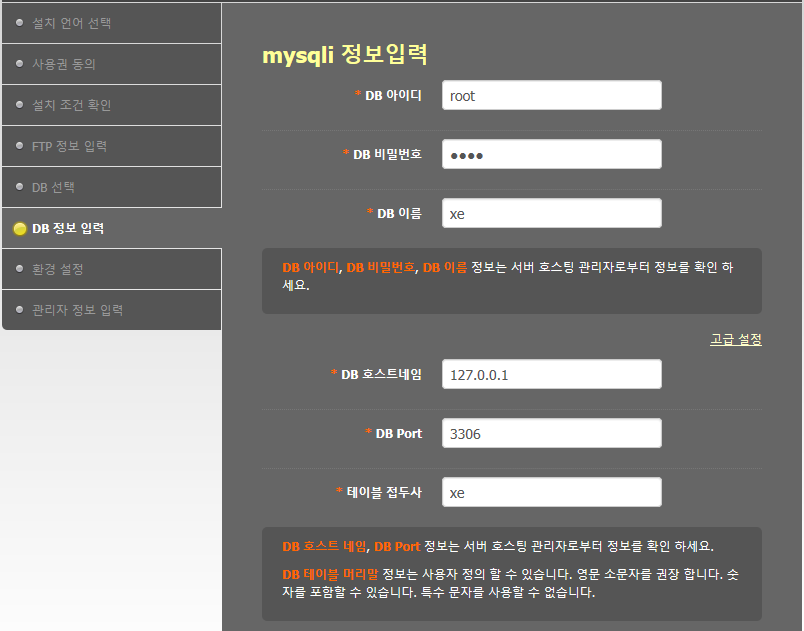 설치 언어 선택
사용권 동의
설치 조건 확인
FTP 정보 입력
DB 선택
DB 정보 입력
환경 설정
관리자 정보 입력
mysqli 정보입력
* DB 아이디 root
* DB 비밀번호 ●●●●
* DB 이름 xe
DB 아이디, DB 비밀번호, DB 이름 정보는 서버 호스팅 관리자로부터 정보를 확인 하
세요.
고급 설정
* DB 호스트네임 127.0.0.1
* DB Port 3306
* 테이블 접두사 xe
DB 호스트 네임, DB Port 정보는 서버 호스팅 관리자로부터 정보를 확인 하세요.
DB 테이블 머리말 정보는 사용자 정의 할 수 있습니다. 영문 소문자를 권장 합니다. 숫
자를 포함할 수 있습니다. 특수 문자를 사용할 수 없습니다.